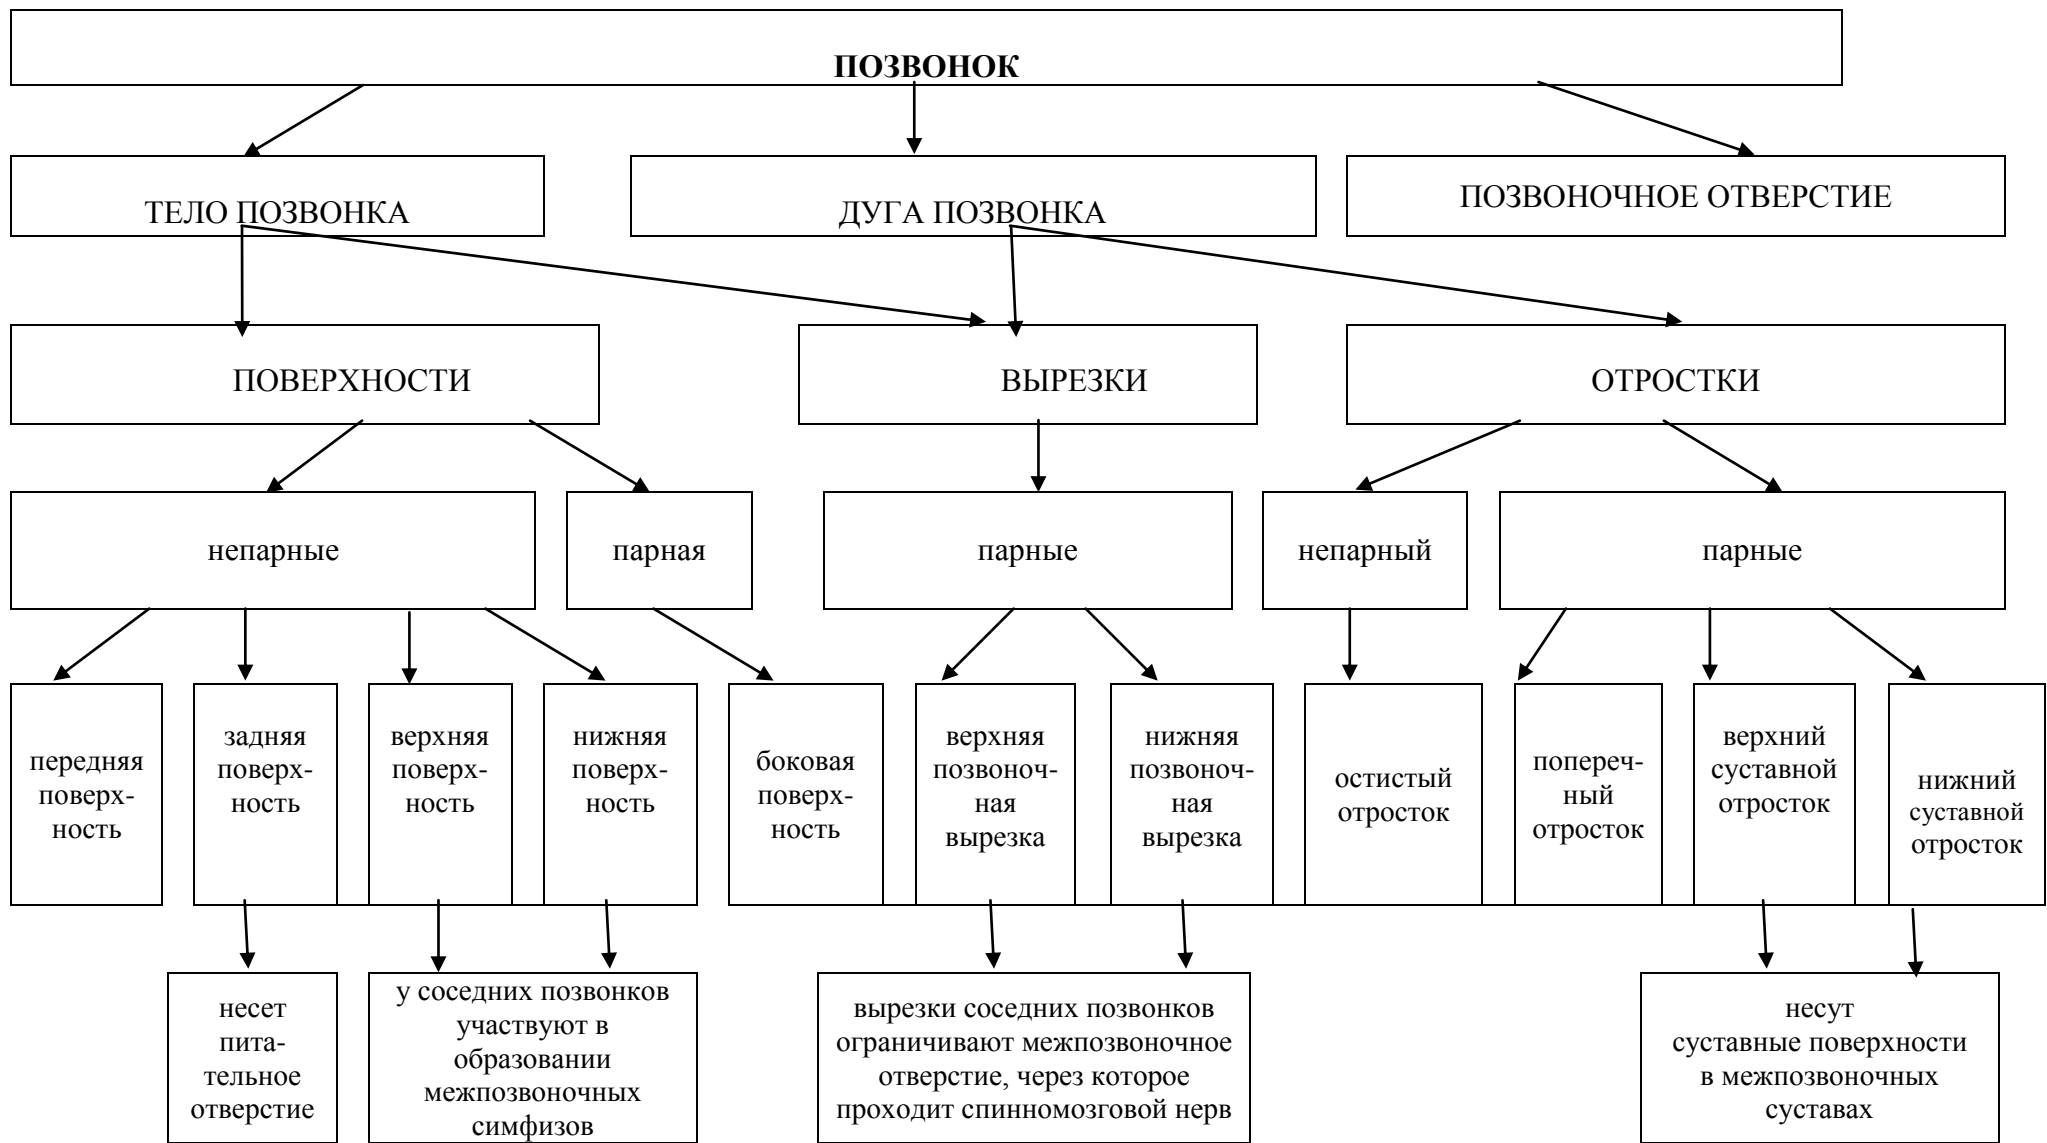 ПОЗВОНОК
ТЕЛО ПОЗВОНКА
ДУГА ПОЗВОНКА
ПОЗВОНОЧНОЕ ОТВЕРСТИЕ
ПОВЕРХНОСТИ
ВЫРЕЗКИ
ОТРОСТКИ
непарные
парная
парные
непарный
парные
передняя
поверх-
ность
задняя
поверх-
ность
верхняя
поверх-
ность
нижняя
поверх-
ность
боковая
поверх-
ность
верхняя
позвоноч-
ная
вырезка
нижняя
позвоноч-
ная
вырезка
остистый
отросток
попереч-
ный
отросток
верхний
суставной
отросток
нижний
суставной
отросток
несет
пита-
тельное
отверстие
у соседних позвонков
участвуют в
образовании
межпозвоночных
симфизов
вырезки соседних позвонков
ограничивают межпозвоночное
отверстие, через которое
проходит спинномозговой нерв
несут
суставные поверхности
в межпозвоночных
суставах